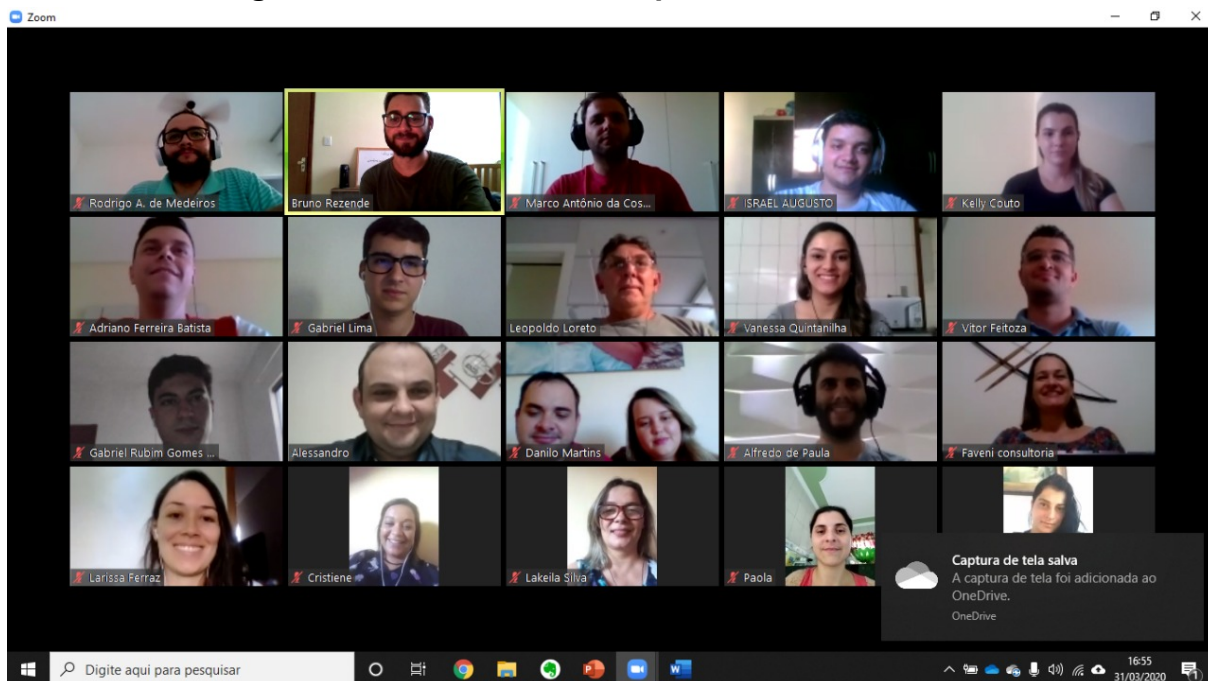 Zoom
Rodrigo A. de Medeiros
Bruno Rezende
Marco Antônio da Cos...
ISRAEL AUGUSTO
Kelly Couto
Adriano Ferreira Batista
Gabriel Lima
Leopoldo Loreto
Vanessa Quintanilha
Vitor Feitoza
Gabriel Rubim Gomes ...
Alessandro
Danilo Martins
Alfredo de Paula
Faveni consultoria
Larissa Ferraz
Cristiene
Lakeila Silva
Paola
Captura de tela salva
A captura de tela foi adicionada ao
OneDrive.
OneDrive
Digite aqui para pesquisar
16:55
31/03/2020